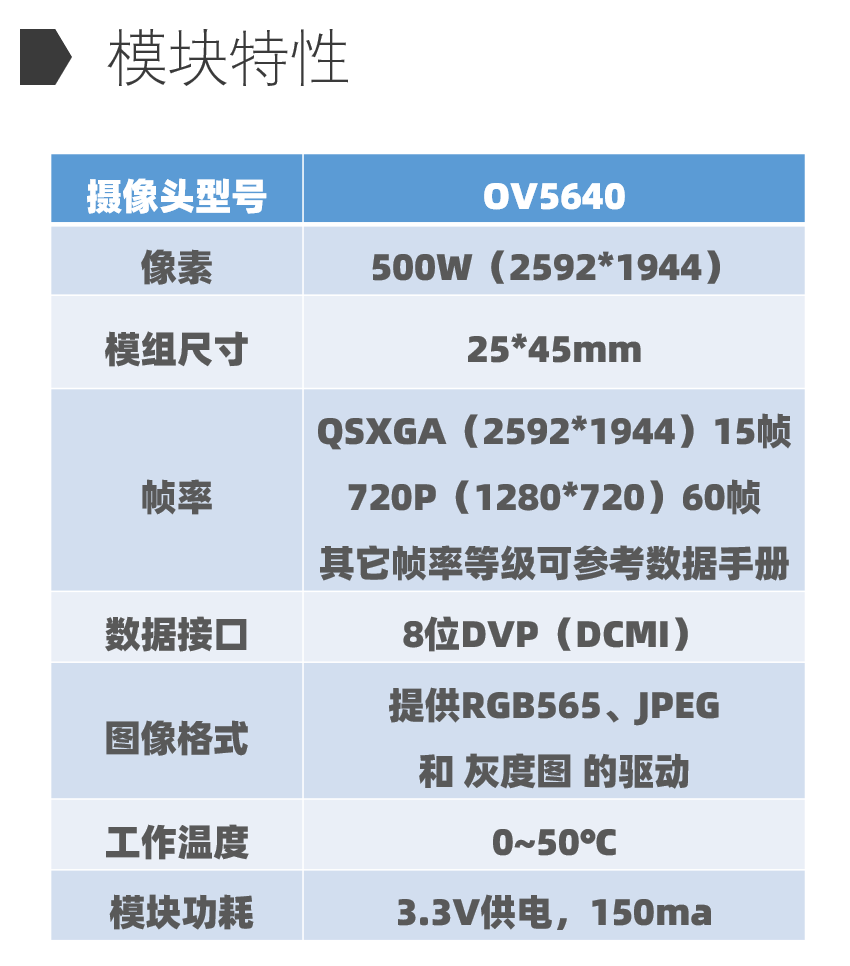 模块特性
摄像头型号 OV5640
像素 500W（2592*1944）
模组尺寸 25*45mm
帧率 QSXGA（2592*1944）15帧
720P（1280*720）60帧
其它帧率等级可参考数据手册
数据接口 8位DVP（DCMI）
图像格式 提供RGB565、JPEG
和 灰度图 的驱动
工作温度 0~50℃
模块功耗 3.3V供电，150ma